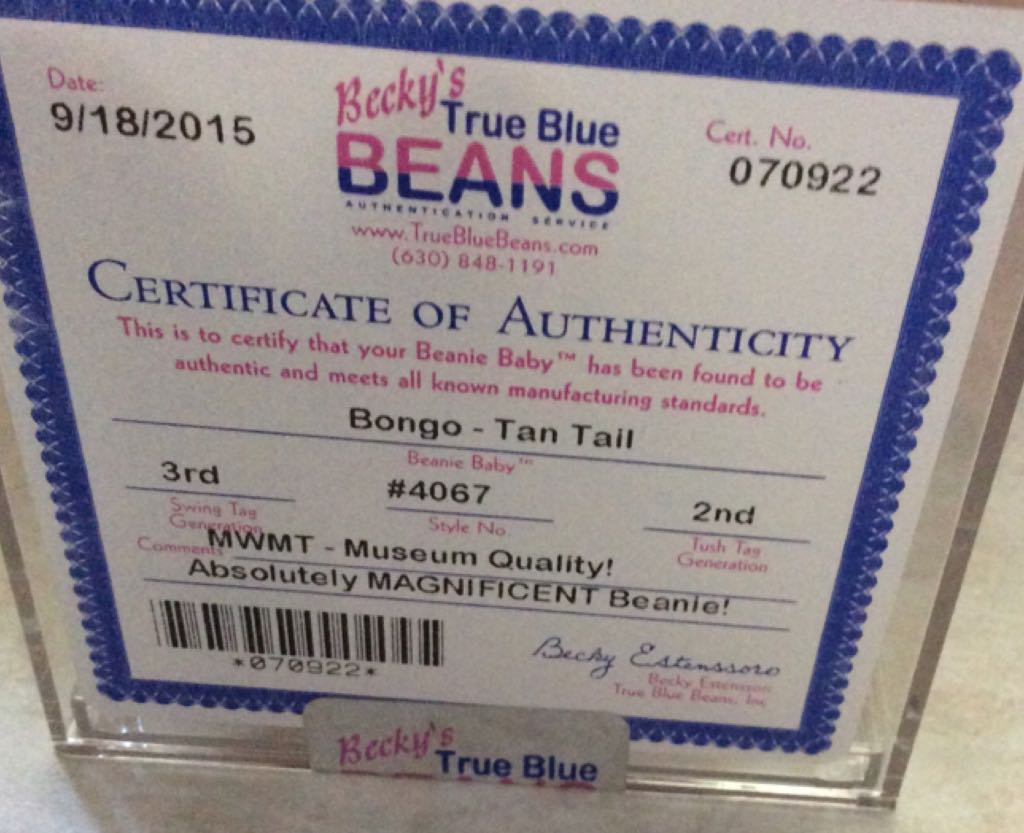 Date:
9/18/2015
Becky's
True Blue
BEANS
AUTHENTICATION SERVICE
www.TrueBlueBeans.com
(630) 848-1191
Cert. No.
070922
CERTIFICATE OF AUTHENTICITY
This is to certify that your Beanie Baby™ has been found to be
authentic and meets all known manufacturing standards.
Bongo - Tan Tail
Beanie Baby™
3rd
Swing Tag
Generation
#4067
Style No.
2nd
Tush Tag
Generation
Comments
MWMT - Museum Quality!
Absolutely MAGNIFICENT Beanie!
*070922*
Becky Estenssoro
Becky Estenssoro
True Blue Beans, Inc
Becky's
True Blue